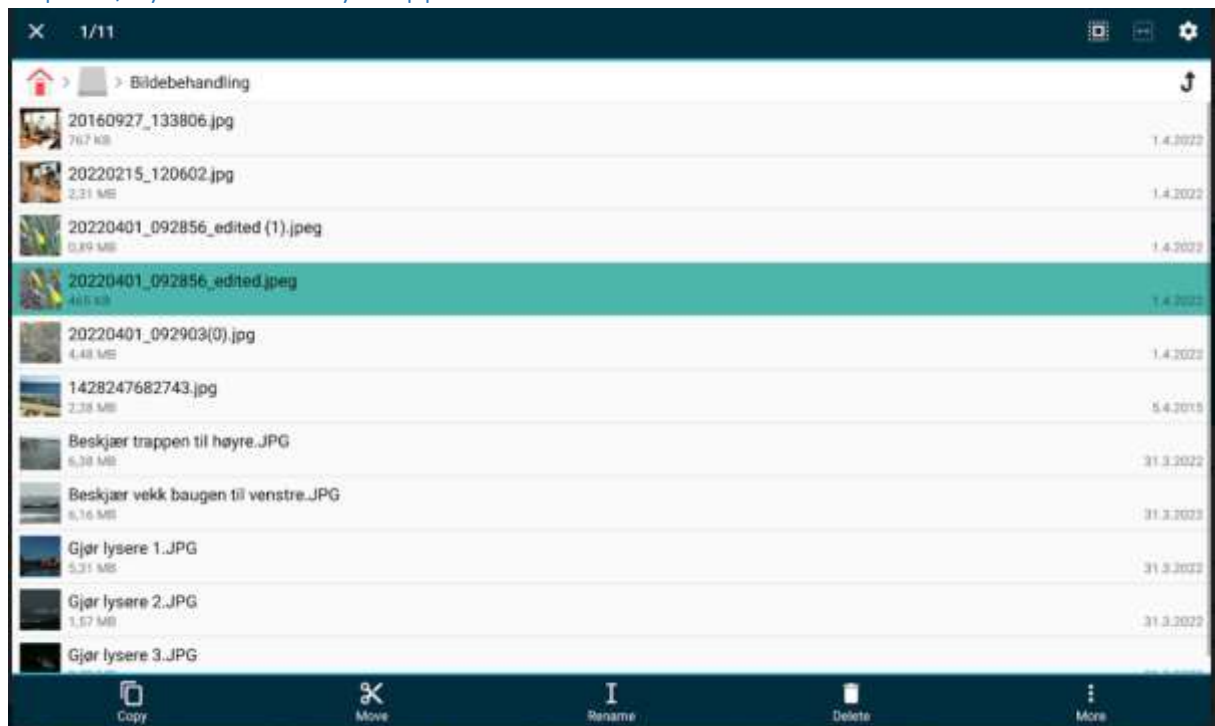 1/11
> > Bildebehandling
20160927_133806.jpg
767 KB
1.4.2022
20220215_120602.jpg
2,31 MB
1.4.2022
20220401_092856_edited (1).jpeg
0,89 MB
1.4.2022
20220401_092856_edited.jpeg
465 KB
1.4.2022
20220401_092903(0).jpg
4,48 MB
1.4.2022
1428247682743.jpg
2,28 MB
5.4.2015
Beskjær trappen til høyre.JPG
6,38 MB
31.3.2022
Beskjær vekk baugen til venstre.JPG
6,16 MB
31.3.2022
Gjør lysere 1.JPG
5,31 MB
31.3.2022
Gjør lysere 2.JPG
1,57 MB
31.3.2022
Gjør lysere 3.JPG
Copy Move Rename Delete More